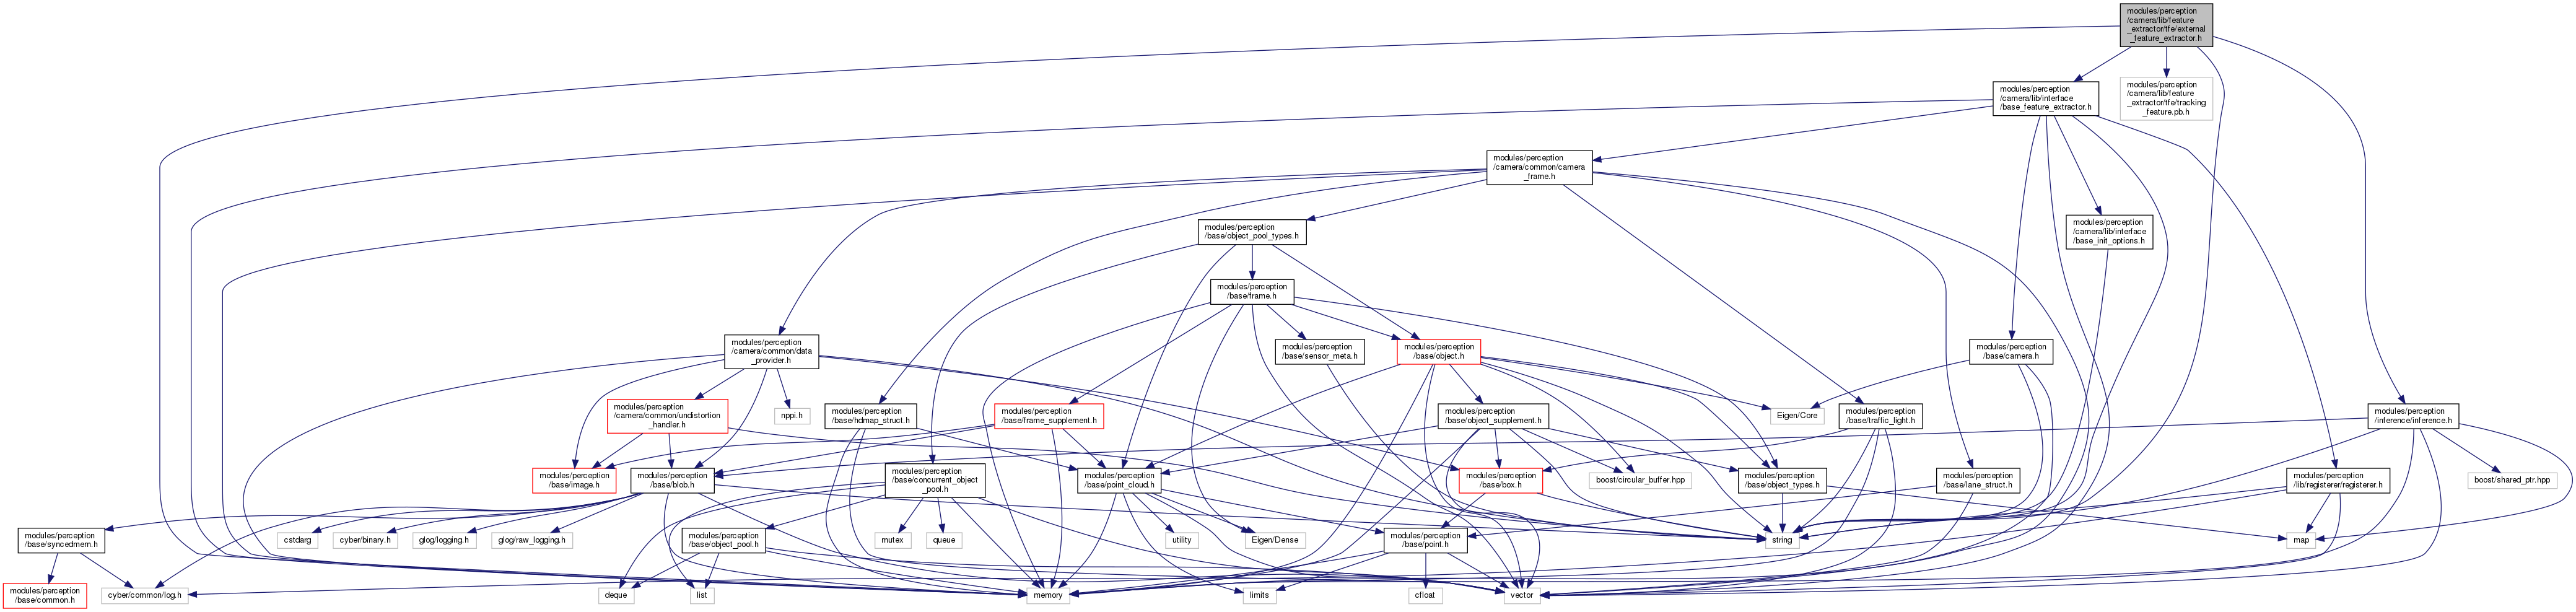 modules/perception
/camera/lib/feature
_extractor/tfe/external
_feature_extractor.h
modules/perception
/camera/lib/interface
/base_feature_extractor.h
modules/perception
/camera/lib/feature
_extractor/tfe/tracking
_feature.pb.h
modules/perception
/camera/common/camera
_frame.h
modules/perception
/base/object_pool_types.h
modules/perception
/camera/lib/interface
/base_init_options.h
modules/perception
/base/frame.h
modules/perception
/camera/common/data
_provider.h
modules/perception
/base/sensor_meta.h
modules/perception
/base/object.h
modules/perception
/base/camera.h
modules/perception
/camera/common/undistortion
_handler.h
nppi.h
modules/perception
/base/hdmap_struct.h
modules/perception
/base/frame_supplement.h
modules/perception
/base/object_supplement.h
Eigen/Core
modules/perception
/base/traffic_light.h
modules/perception
/inference/inference.h
modules/perception
/base/image.h
modules/perception
/base/blob.h
modules/perception
/base/concurrent_object
_pool.h
modules/perception
/base/point_cloud.h
modules/perception
/base/box.h
boost/circular_buffer.hpp
modules/perception
/base/object_types.h
modules/perception
/base/lane_struct.h
modules/perception
/lib/registerer/registerer.h
boost/shared_ptr.hpp
modules/perception
/base/syncedmem.h
cstdarg
cyber/binary.h
glog/logging.h
glog/raw_logging.h
modules/perception
/base/object_pool.h
mutex
queue
utility
Eigen/Dense
modules/perception
/base/point.h
string
map
modules/perception
/base/common.h
cyber/common/log.h
deque
list
memory
limits
cfloat
vector